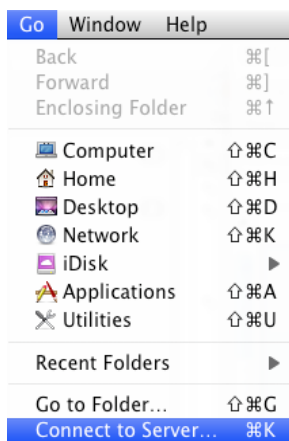 Go Window Help
Back ⌘[
Forward ⌘]
Enclosing Folder ⌘↑
Computer ⇧⌘C
Home ⇧⌘H
Desktop ⇧⌘D
Network ⇧⌘K
iDisk ▶
Applications ⇧⌘A
Utilities ⇧⌘U
Recent Folders ▶
Go to Folder... ⇧⌘G
Connect to Server... ⌘K